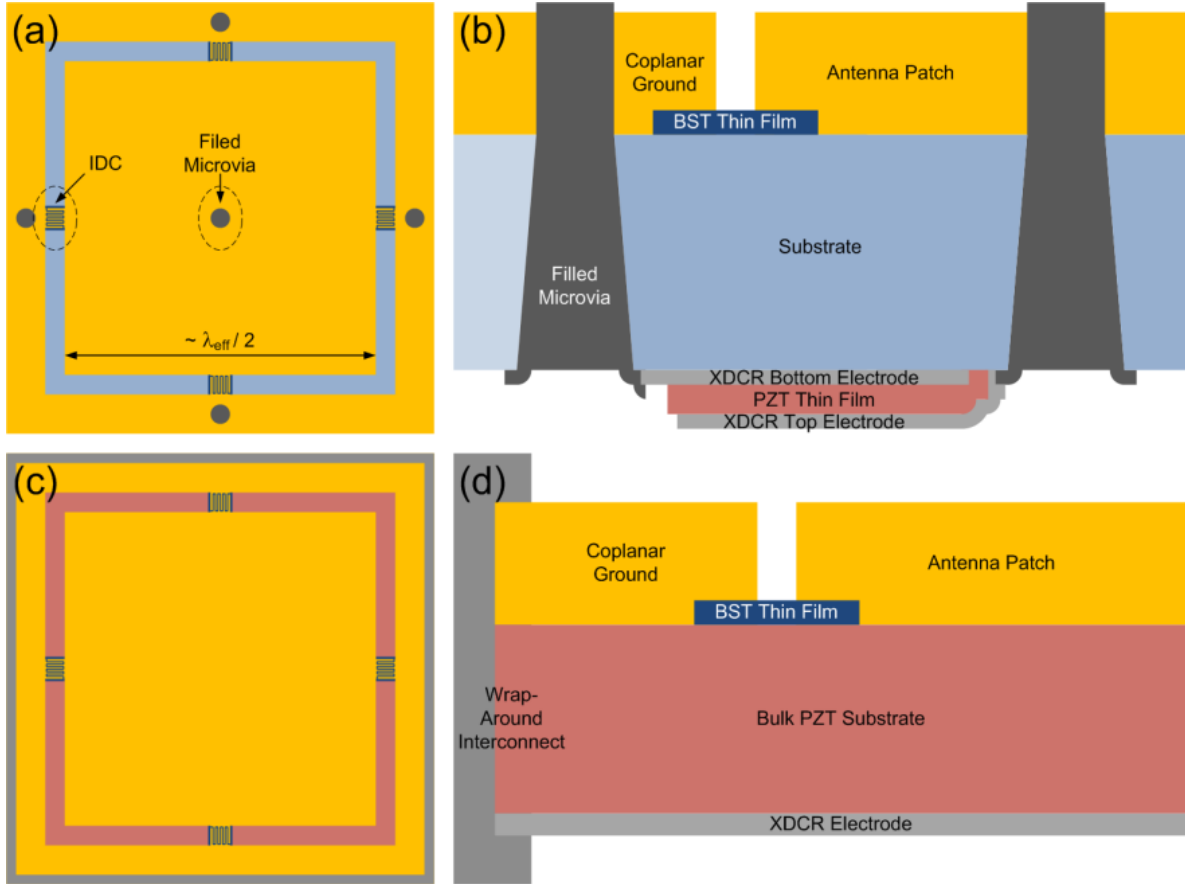 (a)
IDC
Filed
Microvia
~ λeff / 2
(b)
Coplanar
Ground
Antenna Patch
BST Thin Film
Substrate
Filled
Microvia
XDCR Bottom Electrode
PZT Thin Film
XDCR Top Electrode
(c)
(d)
Coplanar
Ground
Antenna Patch
BST Thin Film
Wrap-
Around
Interconnect
Bulk PZT Substrate
XDCR Electrode